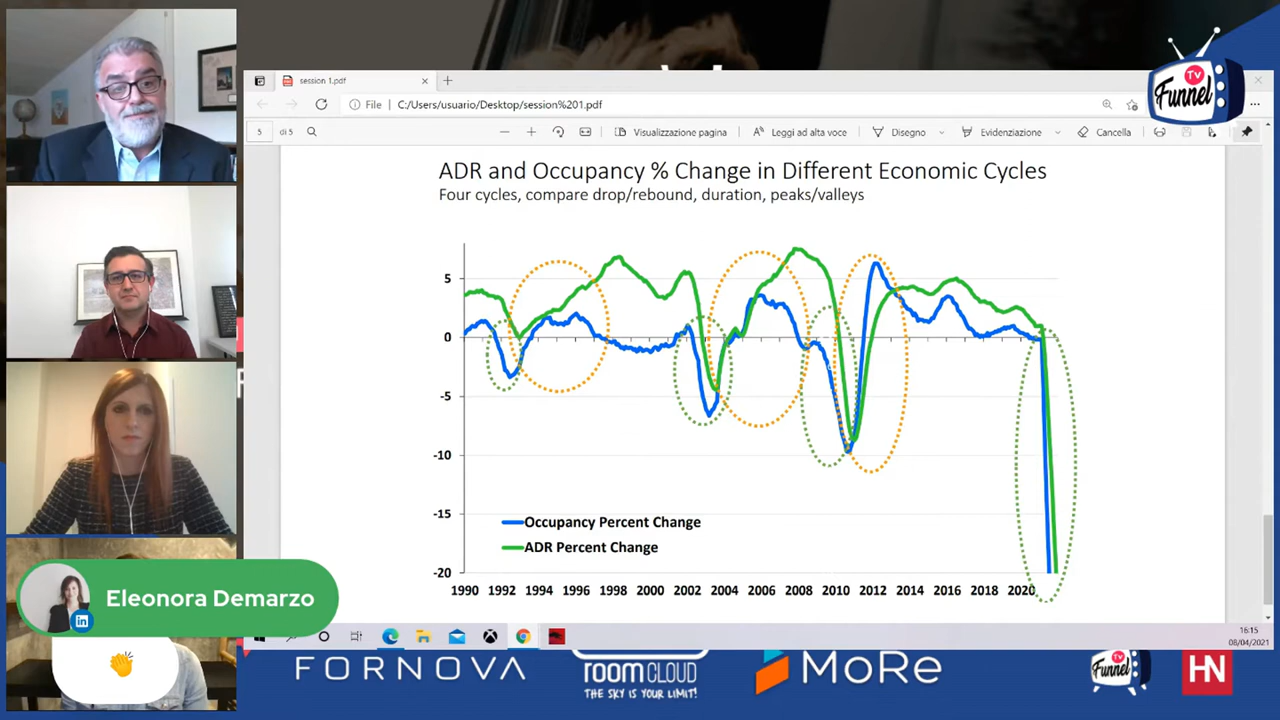 session 1.pdf
File
C:/Users/usuario/Desktop/session%201.pdf
5 di 5
Visualizzazione pagina
Leggi ad alta voce
Disegno
Evidenziazione
Cancella
Tv
Funnel
ADR and Occupancy % Change in Different Economic Cycles
Four cycles, compare drop/rebound, duration, peaks/valleys
5
0
-5
-10
-15
-20
Occupancy Percent Change
ADR Percent Change
1990 1992 1994 1996 1998 2000 2002 2004 2006 2008 2010 2012 2014 2016 2018 2020
Eleonora Demarzo
in
16:15
08/04/2021
FORNOVA
roomCLOUD
THE SKY IS YOUR LIMIT!
MoRe
Tv
Funnel
HN